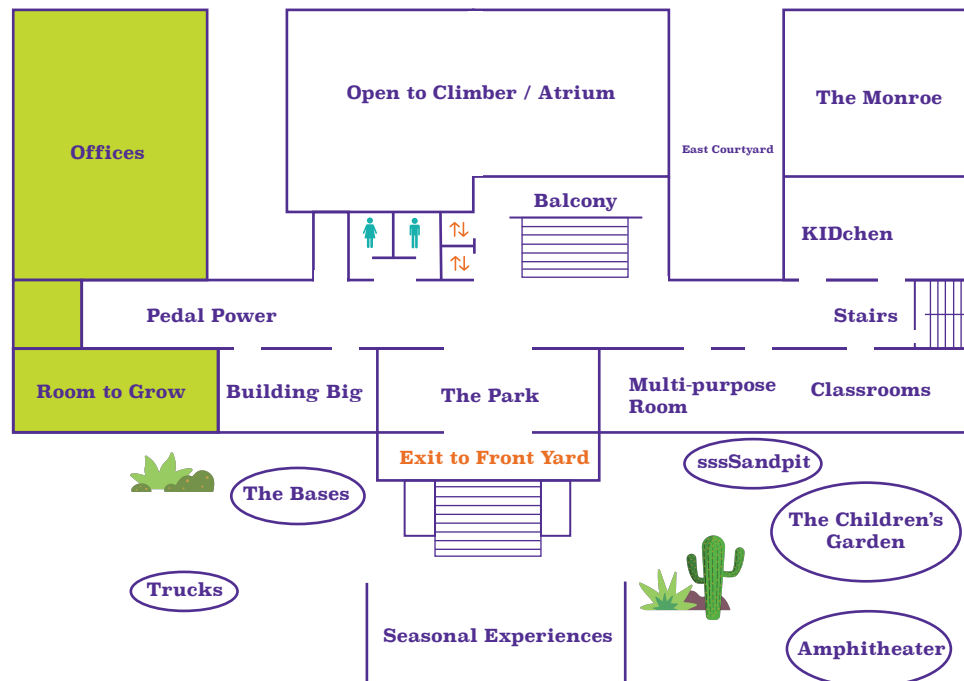 Open to Climber / Atrium
The Monroe
Offices
East Courtyard
Balcony
KIDchen
Pedal Power
Stairs
Room to Grow
Building Big
The Park
Multi-purpose
Room
Classrooms
Exit to Front Yard
sssSandpit
The Bases
The Children's
Garden
Trucks
Seasonal Experiences
Amphitheater